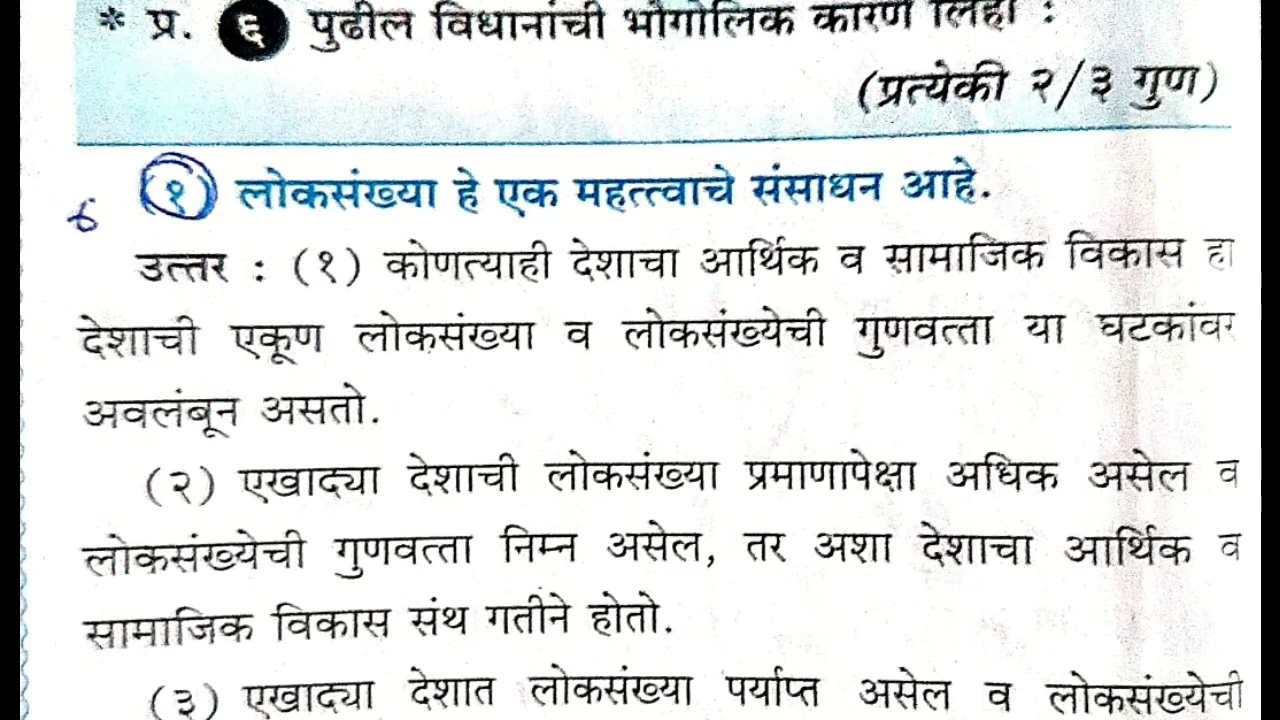 * प्र. ६ पुढील विधानांची भौगोलिक कारणे लिहा :
(प्रत्येकी २/३ गुण)
६ (१) लोकसंख्या हे एक महत्त्वाचे संसाधन आहे.
उत्तर : (१) कोणत्याही देशाचा आर्थिक व सामाजिक विकास हा
देशाची एकूण लोकसंख्या व लोकसंख्येची गुणवत्ता या घटकांवर
अवलंबून असतो.
(२) एखाद्या देशाची लोकसंख्या प्रमाणापेक्षा अधिक असेल व
लोकसंख्येची गुणवत्ता निम्न असेल, तर अशा देशाचा आर्थिक व
सामाजिक विकास संथ गतीने होतो.
(३) एखाद्या देशात लोकसंख्या पर्याप्त असेल व लोकसंख्येची